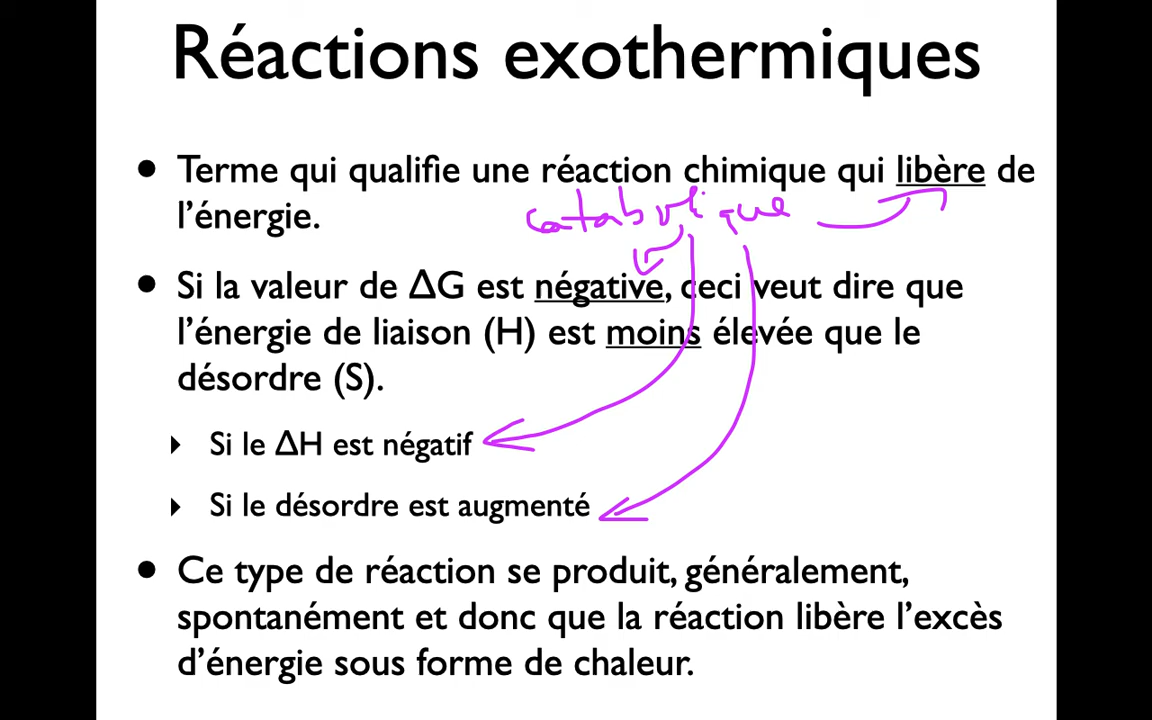 Réactions exothermiques
• Terme qui qualifie une réaction chimique qui libère de
l’énergie.
catabolique
• Si la valeur de ΔG est négative, ceci veut dire que
l’énergie de liaison (H) est moins élevée que le
désordre (S).
‣ Si le ΔH est négatif
‣ Si le désordre est augmenté
• Ce type de réaction se produit, généralement,
spontanément et donc que la réaction libère l’excès
d’énergie sous forme de chaleur.